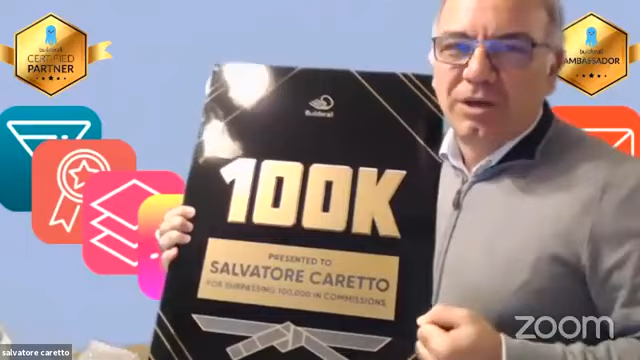 builderall
CERTIFIED
PARTNER
builderall
AMBASSADOR
Builderall
100K
PRESENTED TO
SALVATORE CARETTO
FOR SURPASSING 100,000 IN COMMISSIONS
zoom
salvatore caretto